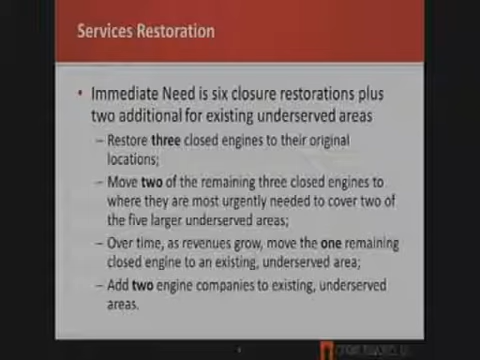 Services Restoration
• Immediate Need is six closure restorations plus
two additional for existing underserved areas
– Restore three closed engines to their original
locations;
– Move two of the remaining three closed engines to
where they are most urgently needed to cover two of
the five larger underserved areas;
– Over time, as revenues grow, move the one remaining
closed engine to an existing, underserved area;
– Add two engine companies to existing, underserved
areas.